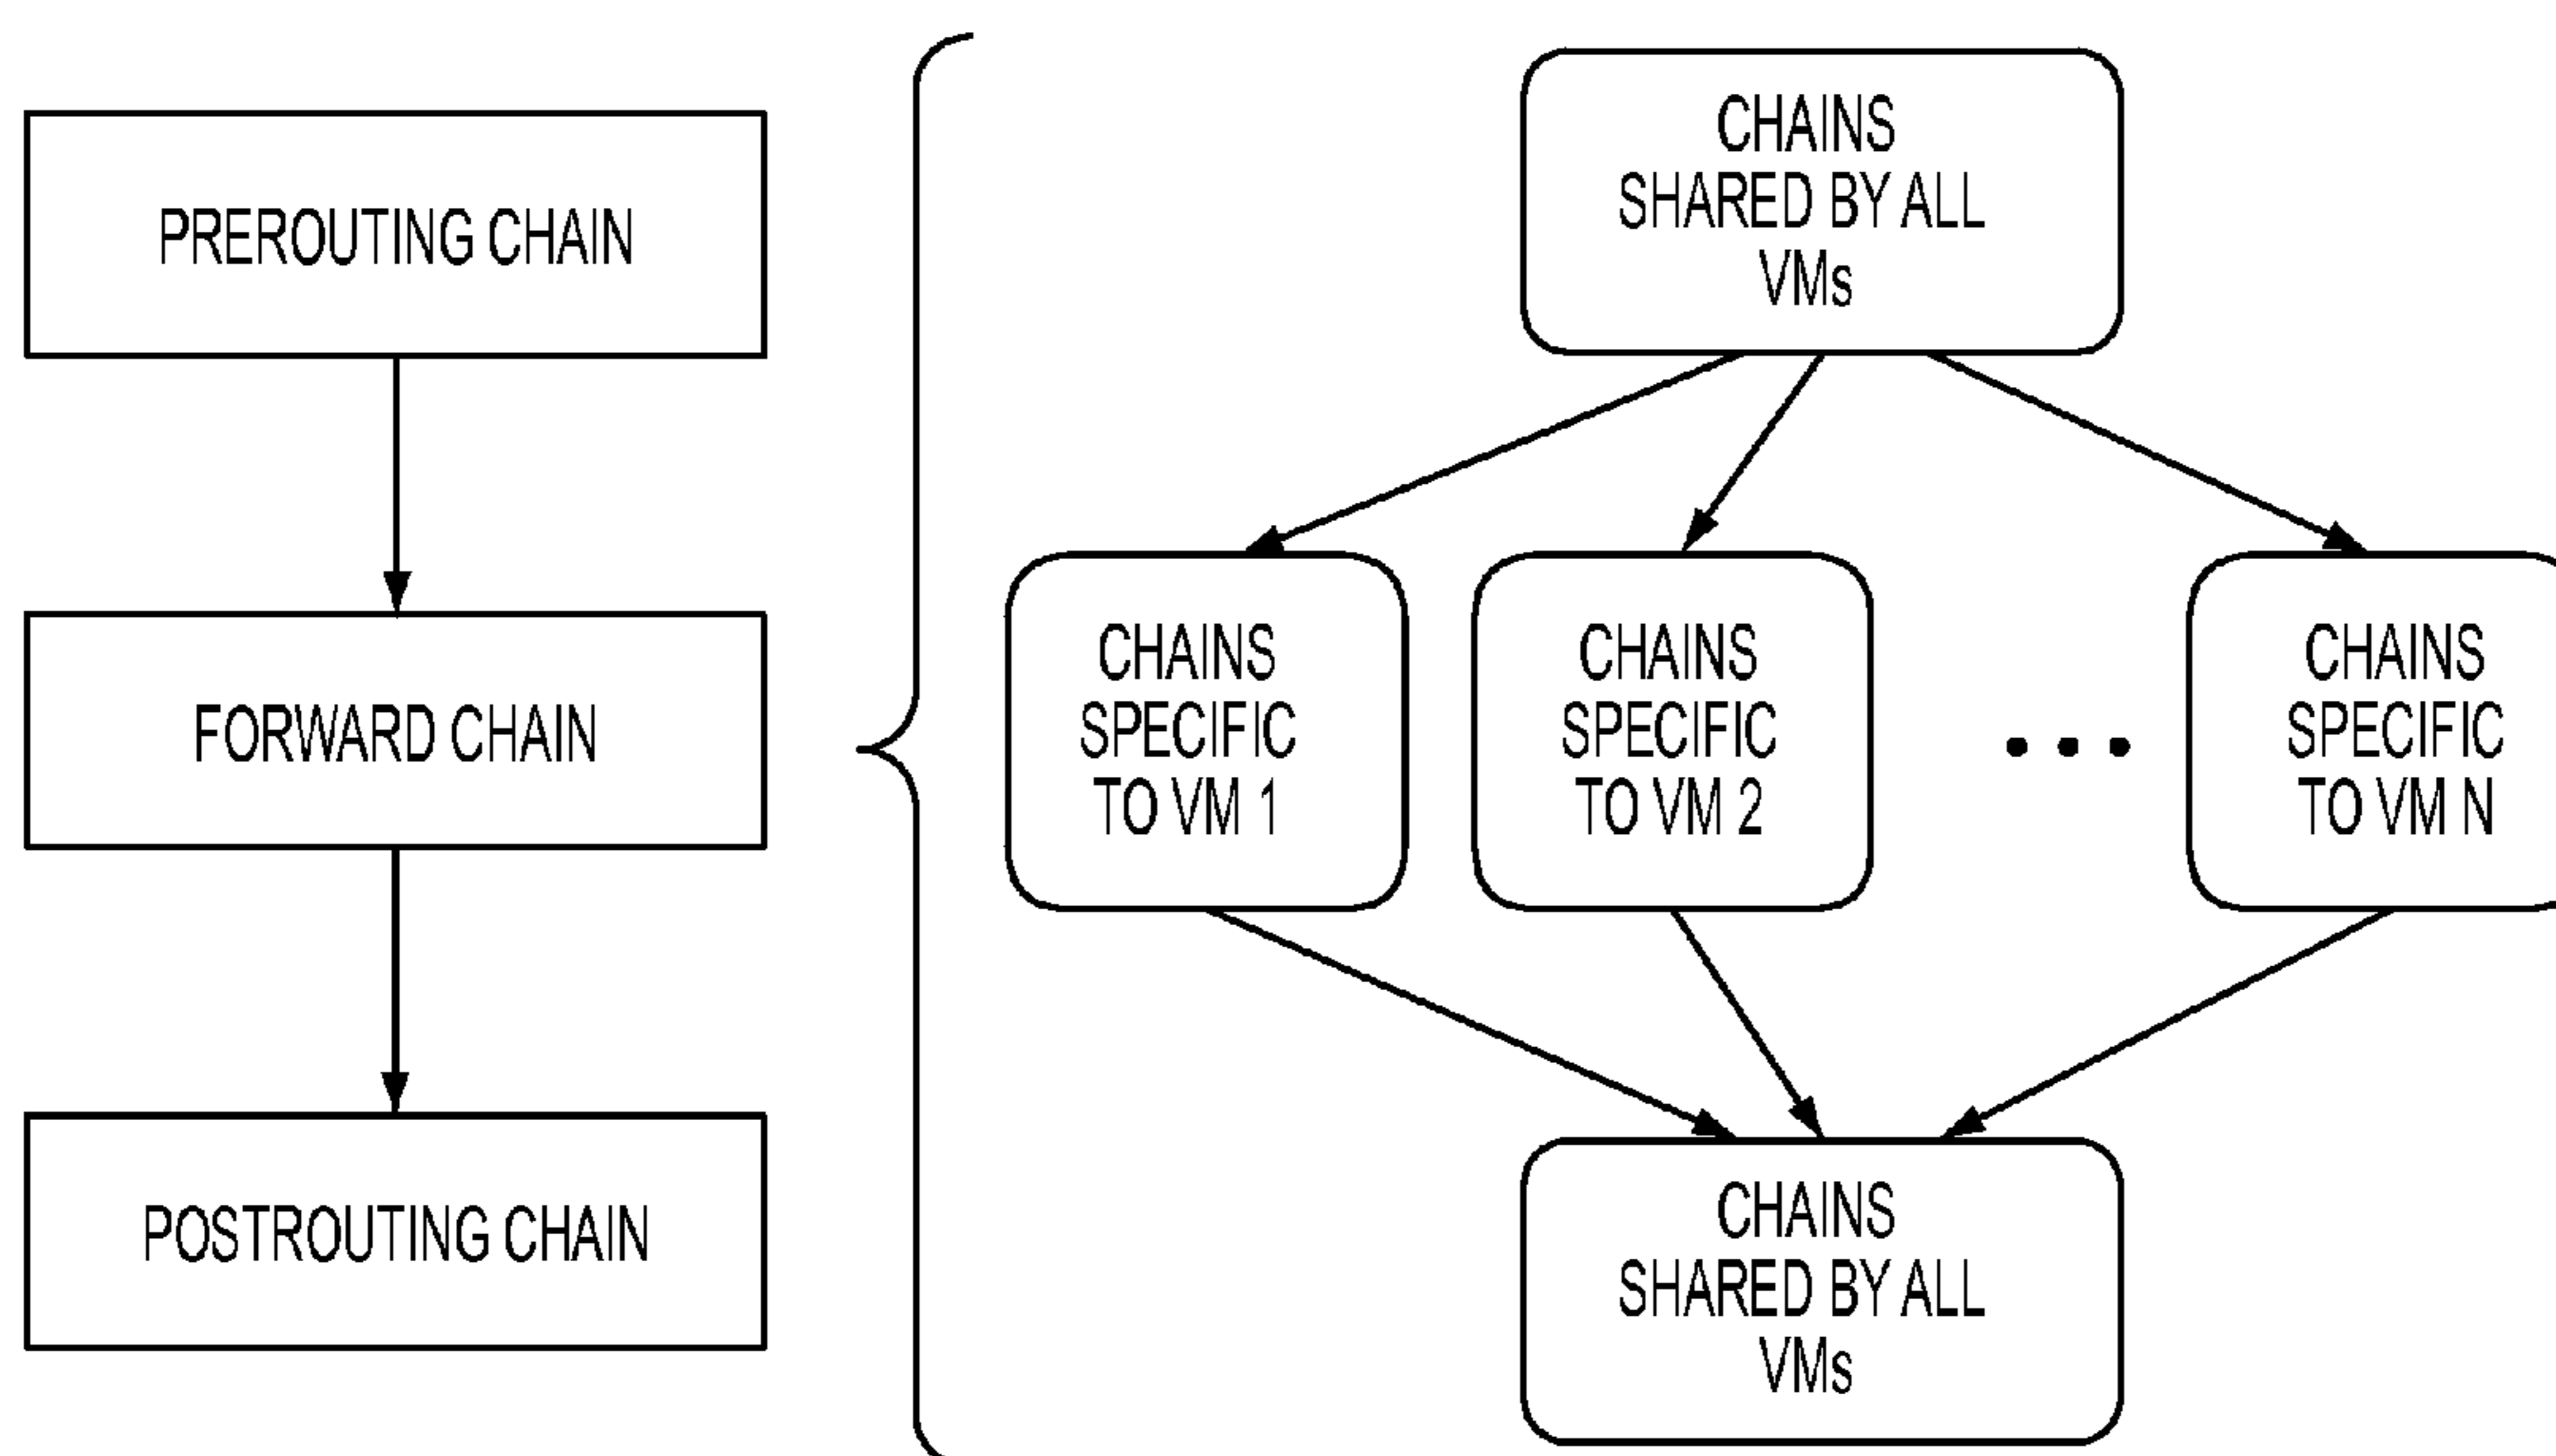 PREROUTING CHAIN
FORWARD CHAIN
POSTROUTING CHAIN
CHAINS
SHARED BY ALL
VMs
CHAINS
SPECIFIC
TO VM 1
CHAINS
SPECIFIC
TO VM 2
CHAINS
SPECIFIC
TO VM N
CHAINS
SHARED BY ALL
VMs